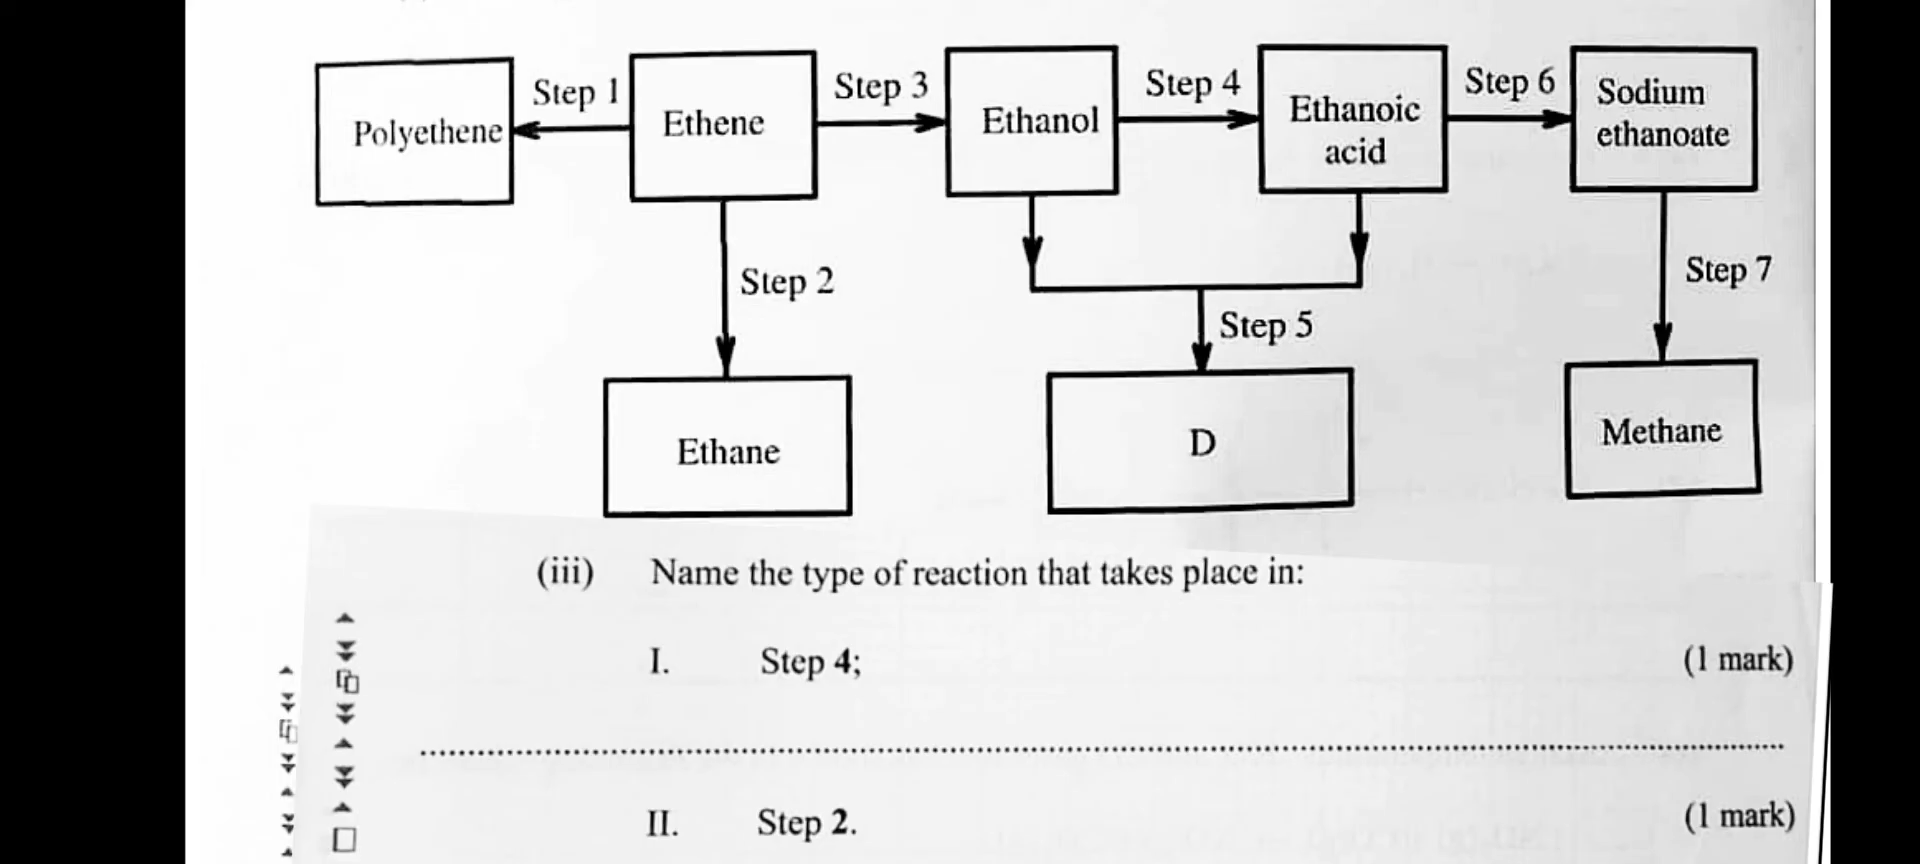 Polyethene
Step 1
Ethene
Step 3
Ethanol
Step 4
Ethanoic
acid
Step 6
Sodium
ethanoate
Step 2
Step 5
Step 7
Ethane
D
Methane
(iii) Name the type of reaction that takes place in:
I. Step 4; (1 mark)
II. Step 2. (1 mark)